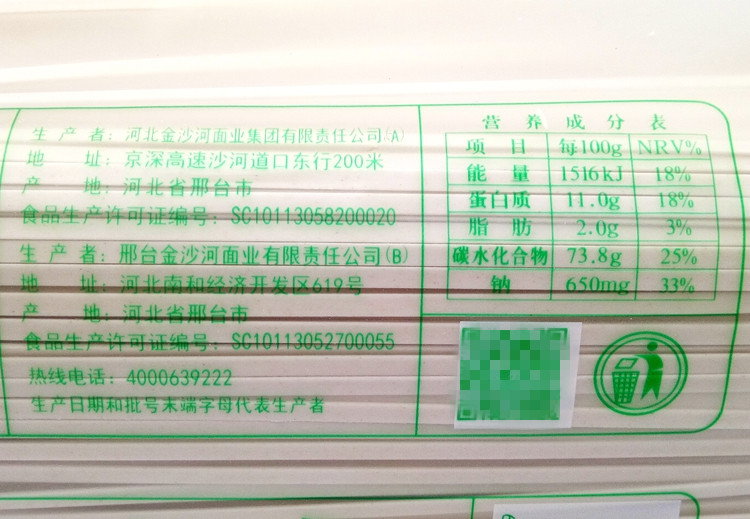 生产者：河北金沙河面业集团有限责任公司(A)
地　址：京深高速沙河道口东行200米
产　地：河北省邢台市
食品生产许可证编号：SC10113058200020
生产者：邢台金沙河面业有限责任公司(B)
地　址：河北南和经济开发区619号
产　地：河北省邢台市
食品生产许可证编号：SC10113052700055
热线电话：4000639222
生产日期和批号末端字母代表生产者
营养成分表
项目 每100g NRV%
能量 1516kJ 18%
蛋白质 11.0g 18%
脂肪 2.0g 3%
碳水化合物 73.8g 25%
钠 650mg 33%